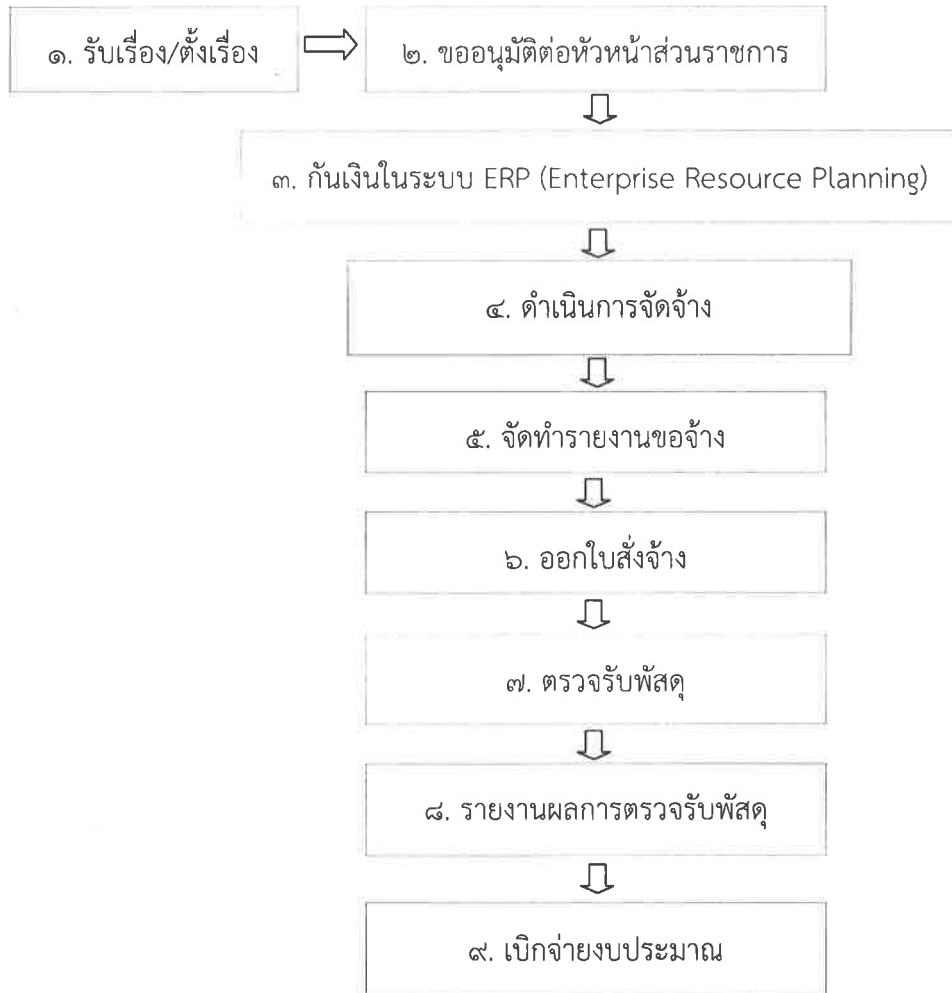 ๑. รับเรื่อง/ตั้งเรื่อง
๒. ขออนุมัติต่อหัวหน้าส่วนราชการ
๓. กันเงินในระบบ ERP (Enterprise Resource Planning)
๔. ดำเนินการจัดจ้าง
๕. จัดทำรายงานขอจ้าง
๖. ออกใบสั่งจ้าง
๗. ตรวจรับพัสดุ
๘. รายงานผลการตรวจรับพัสดุ
๙. เบิกจ่ายงบประมาณ